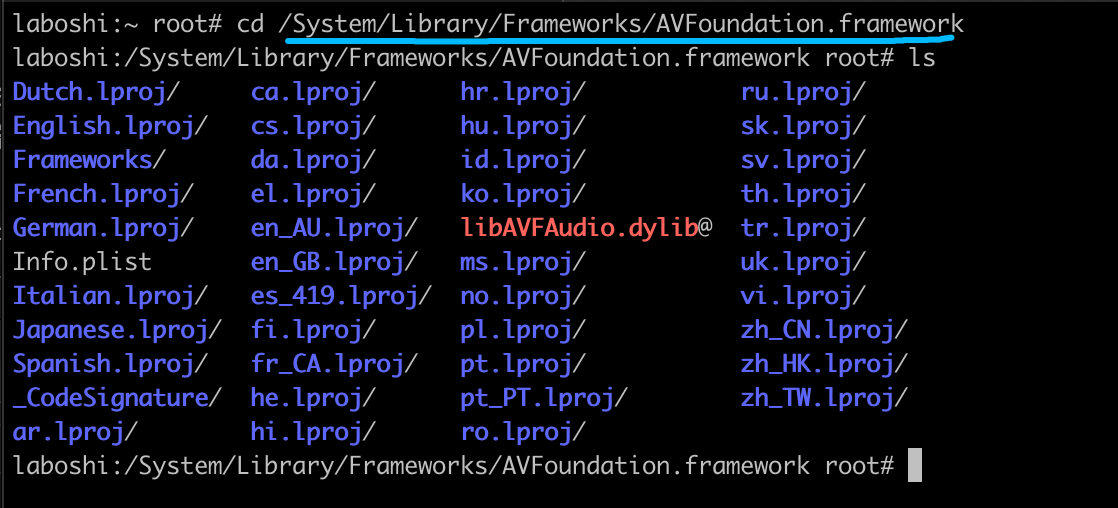 laboshi:~ root# cd /System/Library/Frameworks/AVFoundation.framework
laboshi:/System/Library/Frameworks/AVFoundation.framework root# ls
Dutch.lproj/ ca.lproj/ hr.lproj/ ru.lproj/
English.lproj/ cs.lproj/ hu.lproj/ sk.lproj/
Frameworks/ da.lproj/ id.lproj/ sv.lproj/
French.lproj/ el.lproj/ ko.lproj/ th.lproj/
German.lproj/ en_AU.lproj/ libAVFAudio.dylib@ tr.lproj/
Info.plist en_GB.lproj/ ms.lproj/ uk.lproj/
Italian.lproj/ es_419.lproj/ no.lproj/ vi.lproj/
Japanese.lproj/ fi.lproj/ pl.lproj/ zh_CN.lproj/
Spanish.lproj/ fr_CA.lproj/ pt.lproj/ zh_HK.lproj/
_CodeSignature/ he.lproj/ pt_PT.lproj/ zh_TW.lproj/
ar.lproj/ hi.lproj/ ro.lproj/
laboshi:/System/Library/Frameworks/AVFoundation.framework root#